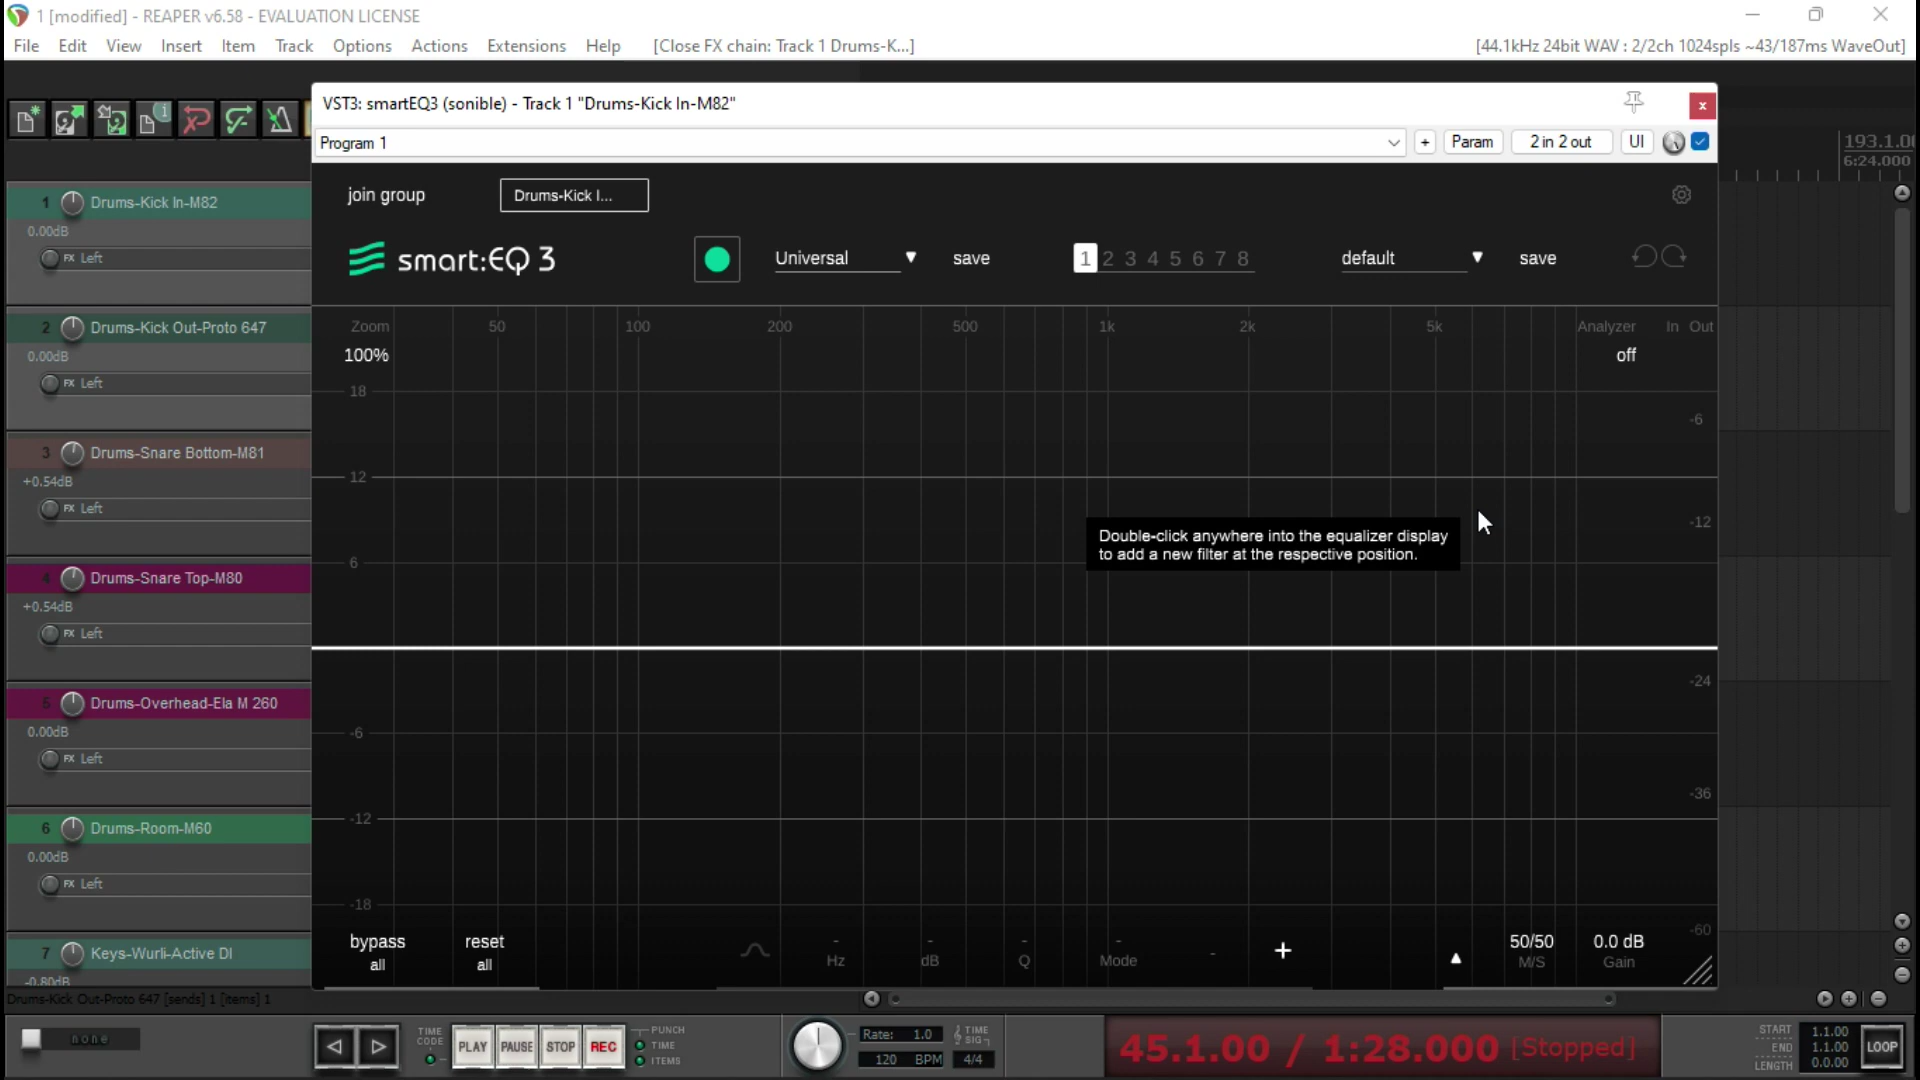 1 [modified] - REAPER v6.58 - EVALUATION LICENSE
File Edit View Insert Item Track Options Actions Extensions Help [Close FX chain: Track 1 Drums-K...] [44.1kHz 24bit WAV : 2/2ch 1024spls ~43/187ms WaveOut]
VST3: smartEQ3 (sonible) - Track 1 "Drums-Kick In-M82"
x
Program 1 + Param 2 in 2 out UI
193.1.0
6:24.000
join group Drums-Kick I...
smart:EQ 3 Universal save 1 2 3 4 5 6 7 8 default save
Zoom 50 100 200 500 1k 2k 5k Analyzer In Out
100% off
18
-6
12
-12
Double-click anywhere into the equalizer display
to add a new filter at the respective position.
6
-24
-6
-36
-12
-18
-60
bypass all
reset all
- Hz
- dB
- Q
- Mode
-
+
50/50 M/S
0.0 dB Gain
1 Drums-Kick In-M82
0.00dB
FX Left
2 Drums-Kick Out-Proto 647
0.00dB
FX Left
3 Drums-Snare Bottom-M81
+0.54dB
FX Left
4 Drums-Snare Top-M80
+0.54dB
FX Left
5 Drums-Overhead-Ela M 260
0.00dB
FX Left
6 Drums-Room-M60
0.00dB
FX Left
7 Keys-Wurli-Active DI
-0.80dB
Drums-Kick Out-Proto 647 [sends] 1 [items] 1
none
TIME CODE
PLAY PAUSE STOP REC
PUNCH
TIME
ITEMS
Rate: 1.0
120 BPM
TIME SIG
4/4
45.1.00 / 1:28.000 [Stopped]
START 1.1.00
END 1.1.00
LENGTH 0.0.00
LOOP